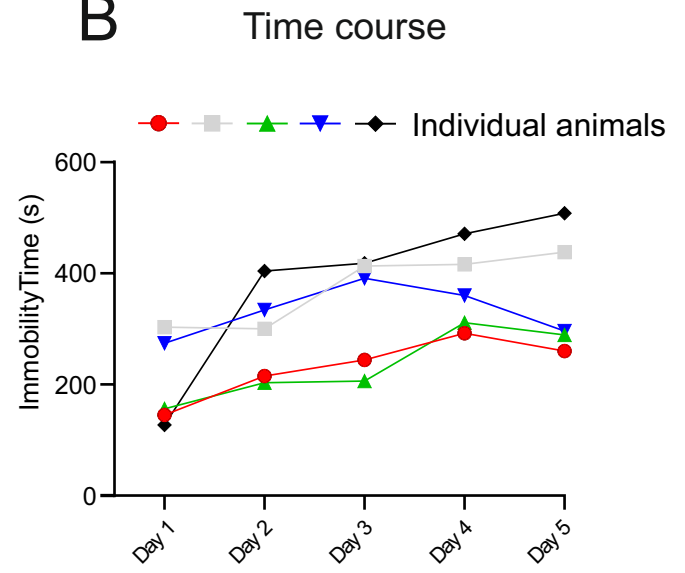 B
Time course
Individual animals
600
400
200
0
ImmobilityTime (s)
Day 1
Day 2
Day 3
Day 4
Day 5